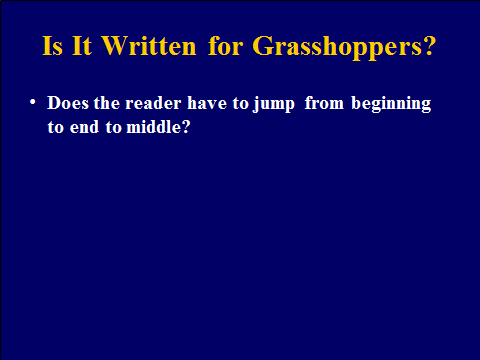 Is It Written for Grasshoppers?
• Does the reader have to jump from beginning
to end to middle?